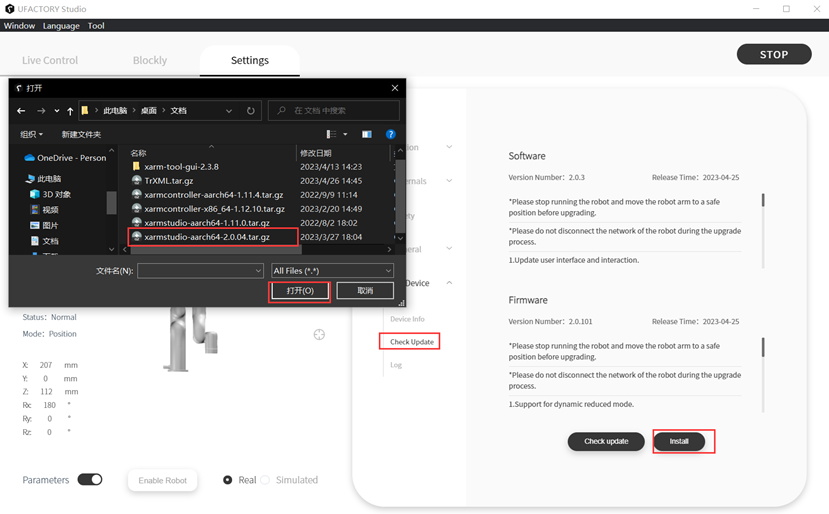 UFACTORY Studio
Window Language Tool
Live Control
Blockly
Settings
STOP
打开
此电脑 > 桌面 > 文档
在 文档 中搜索
组织
新建文件夹
名称
修改日期
OneDrive - Person
此电脑
3D 对象
视频
图片
文档
xarm-tool-gui-2.3.8 2023/4/13 14:23
TrXML.tar.gz 2023/4/26 14:45
xarmcontroller-aarch64-1.11.4.tar.gz 2022/9/9 11:14
xarmcontroller-x86_64-1.12.10.tar.gz 2023/2/20 14:49
xarmstudio-aarch64-1.11.0.tar.gz 2022/8/2 18:02
xarmstudio-aarch64-2.0.04.tar.gz 2023/3/27 18:04
文件名(N):
All Files (*.*)
打开(O)
取消
Status: Normal
Mode: Position
X: 207 mm
Y: 0 mm
Z: 112 mm
Rx: 180 °
Ry: 0 °
Rz: 0 °
Parameters
Enable Robot
Real
Simulated
Device
Device Info
Check Update
Log
Software
Version Number: 2.0.3 Release Time: 2023-04-25
*Please stop running the robot and move the robot arm to a safe
position before upgrading.
*Please do not disconnect the network of the robot during the upgrade
process.
1.Update user interface and interaction.
Firmware
Version Number: 2.0.101 Release Time: 2023-04-25
*Please stop running the robot and move the robot arm to a safe
position before upgrading.
*Please do not disconnect the network of the robot during the upgrade
process.
1.Support for dynamic reduced mode.
Check update
Install